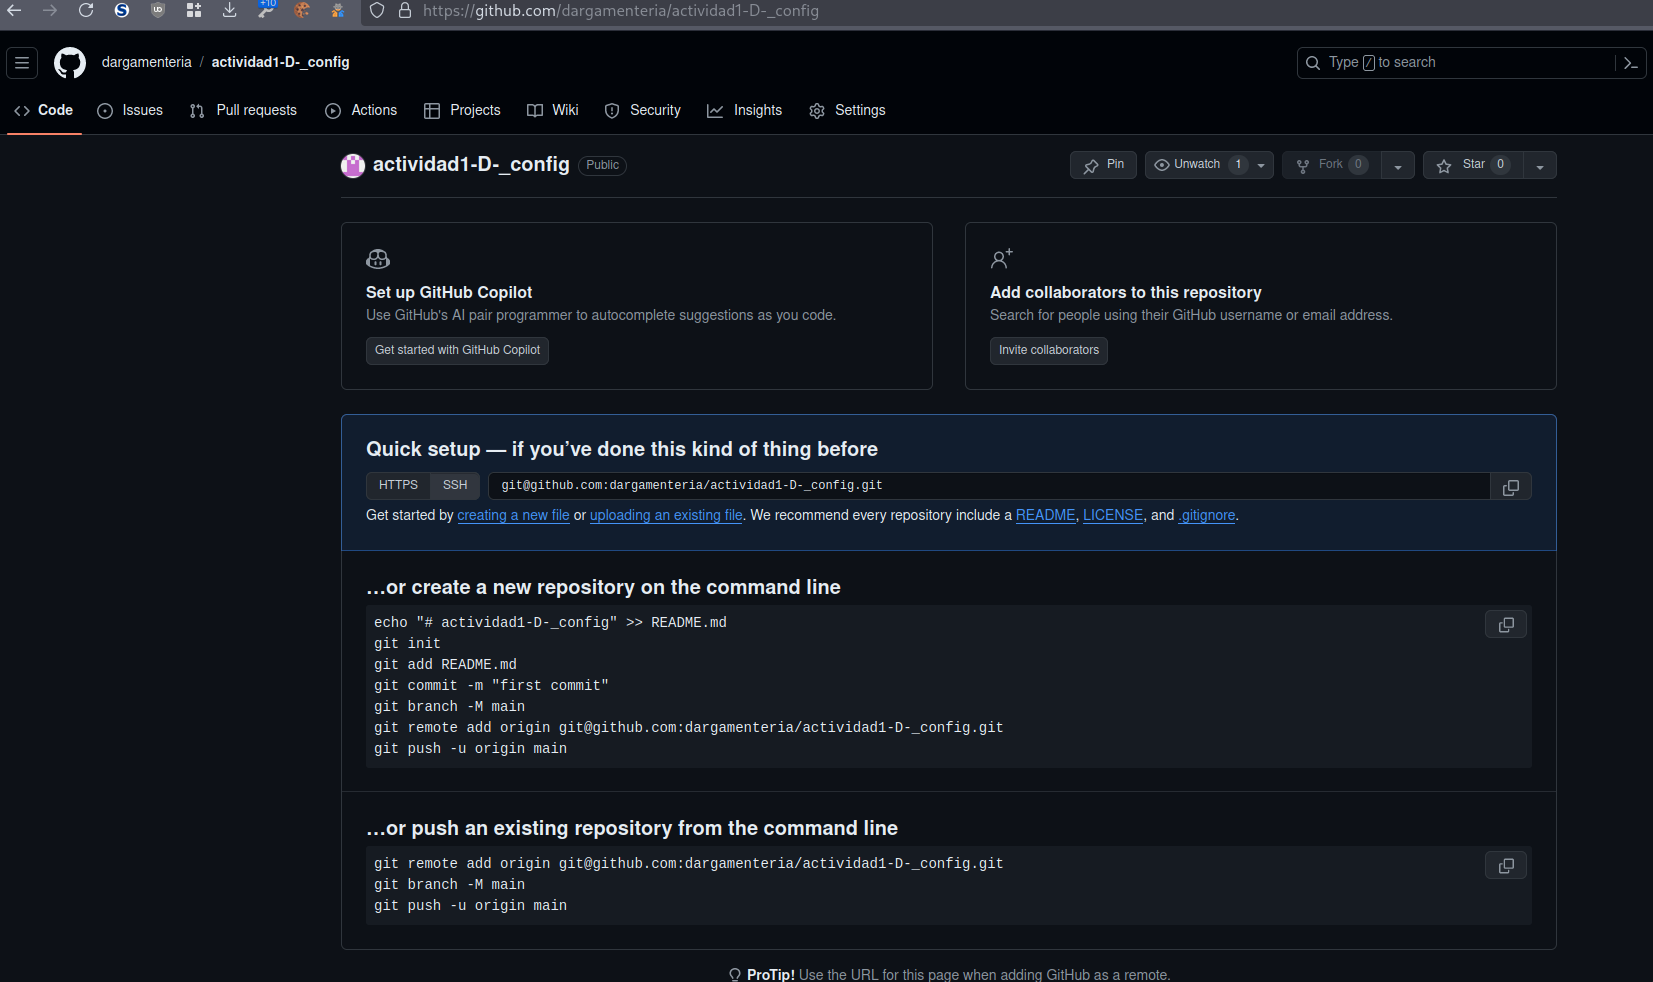 +10
https://github.com/dargamenteria/actividad1-D-_config
dargamenteria / actividad1-D-_config
Type / to search
Code Issues Pull requests Actions Projects Wiki Security Insights Settings
actividad1-D-_config Public
Pin Unwatch 1 Fork 0 Star 0
Set up GitHub Copilot
Use GitHub's AI pair programmer to autocomplete suggestions as you code.
Get started with GitHub Copilot
Add collaborators to this repository
Search for people using their GitHub username or email address.
Invite collaborators
Quick setup — if you’ve done this kind of thing before
HTTPS SSH git@github.com:dargamenteria/actividad1-D-_config.git
Get started by creating a new file or uploading an existing file. We recommend every repository include a README, LICENSE, and .gitignore.
…or create a new repository on the command line
echo "# actividad1-D-_config" >> README.md
git init
git add README.md
git commit -m "first commit"
git branch -M main
git remote add origin git@github.com:dargamenteria/actividad1-D-_config.git
git push -u origin main
…or push an existing repository from the command line
git remote add origin git@github.com:dargamenteria/actividad1-D-_config.git
git branch -M main
git push -u origin main
ProTip! Use the URL for this page when adding GitHub as a remote.